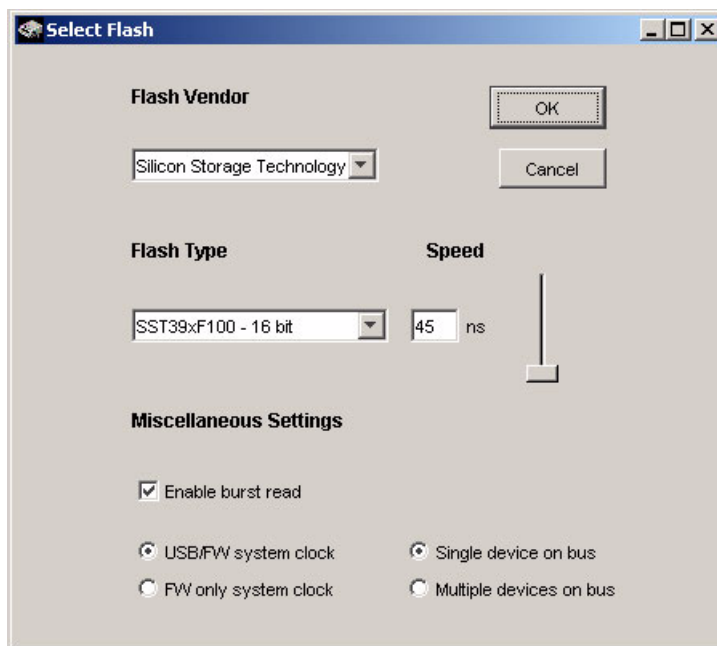 Select Flash
Flash Vendor
OK
Silicon Storage Technology
Cancel
Flash Type
Speed
SST39xF100 - 16 bit
45 ns
Miscellaneous Settings
Enable burst read
USB/FW system clock
Single device on bus
FW only system clock
Multiple devices on bus